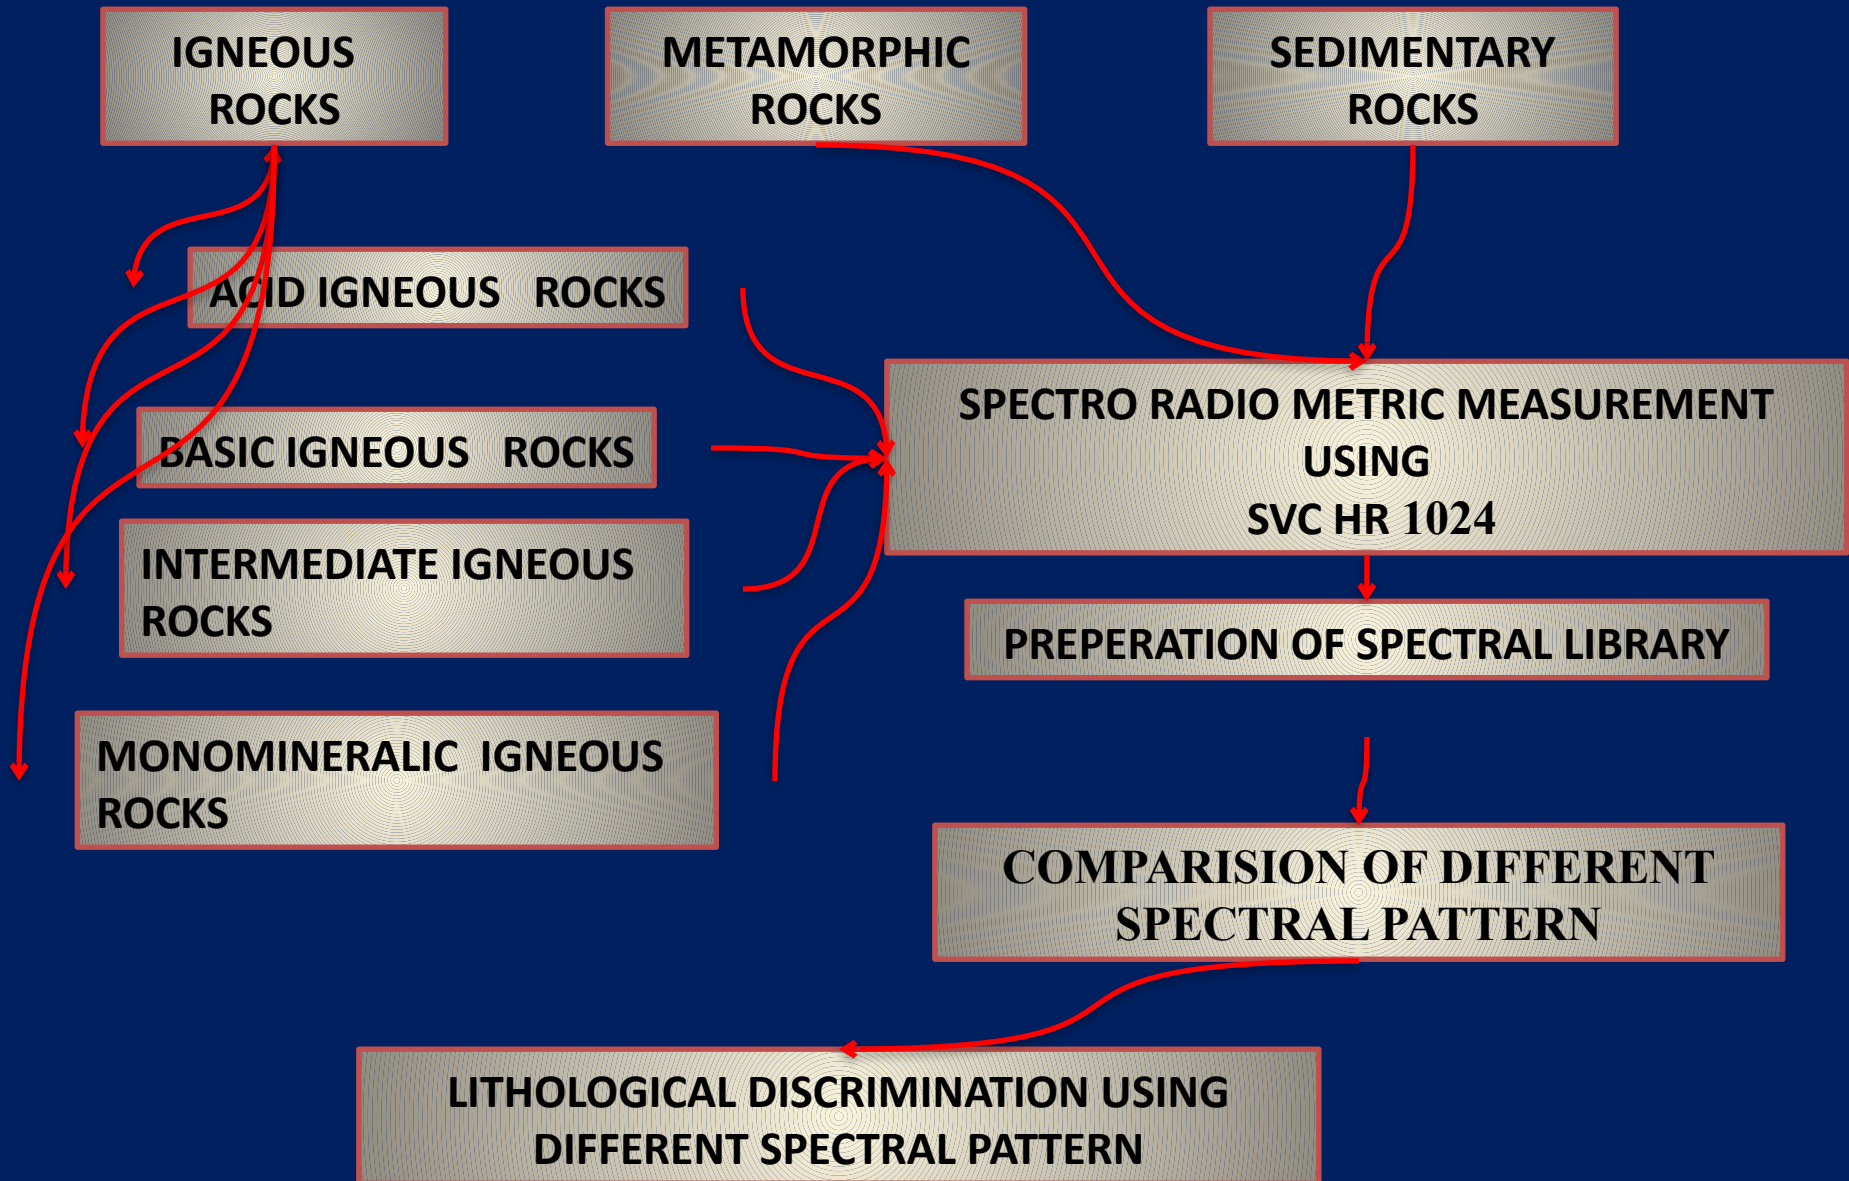 IGNEOUS
ROCKS
METAMORPHIC
ROCKS
SEDIMENTARY
ROCKS
ACID IGNEOUS ROCKS
BASIC IGNEOUS ROCKS
INTERMEDIATE IGNEOUS
ROCKS
MONOMINERALIC IGNEOUS
ROCKS
SPECTRO RADIO METRIC MEASUREMENT
USING
SVC HR 1024
PREPERATION OF SPECTRAL LIBRARY
COMPARISION OF DIFFERENT
SPECTRAL PATTERN
LITHOLOGICAL DISCRIMINATION USING
DIFFERENT SPECTRAL PATTERN